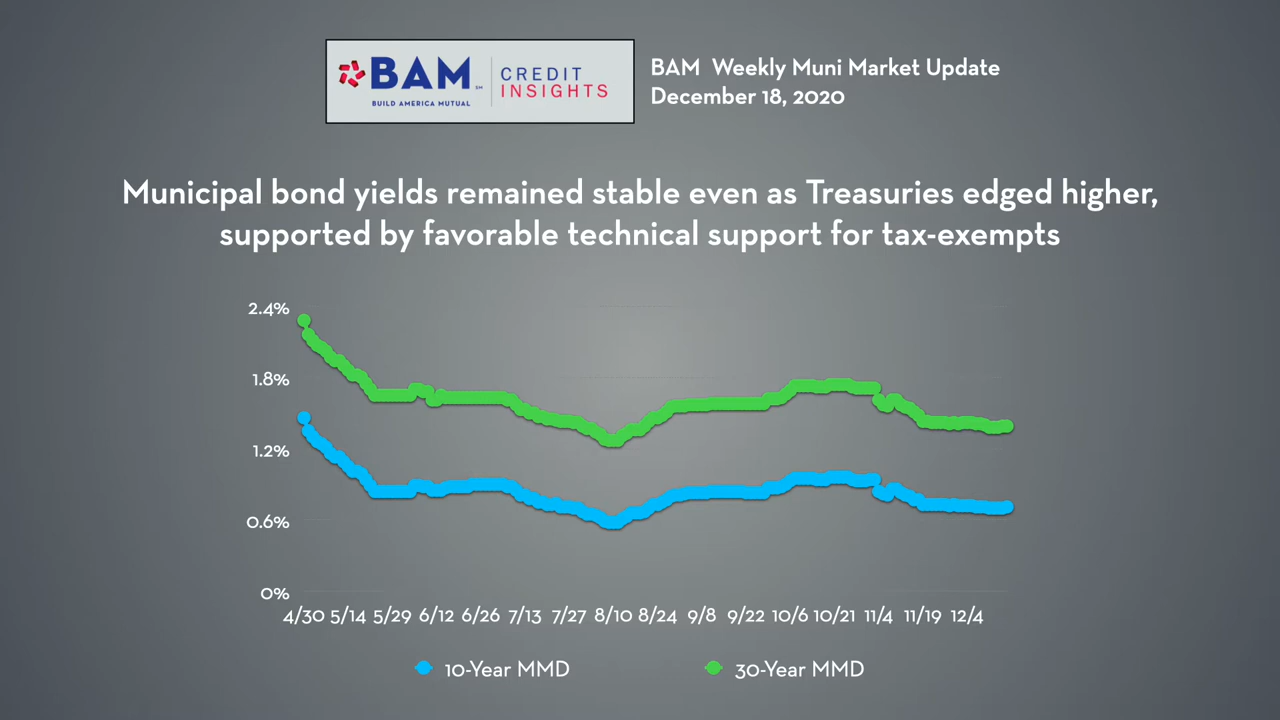 BAM SM
BUILD AMERICA MUTUAL
CREDIT
INSIGHTS
BAM Weekly Muni Market Update
December 18, 2020
Municipal bond yields remained stable even as Treasuries edged higher,
supported by favorable technical support for tax-exempts
2.4%
1.8%
1.2%
0.6%
0%
4/30 5/14 5/29 6/12 6/26 7/13 7/27 8/10 8/24 9/8 9/22 10/6 10/21 11/4 11/19 12/4
10-Year MMD 30-Year MMD